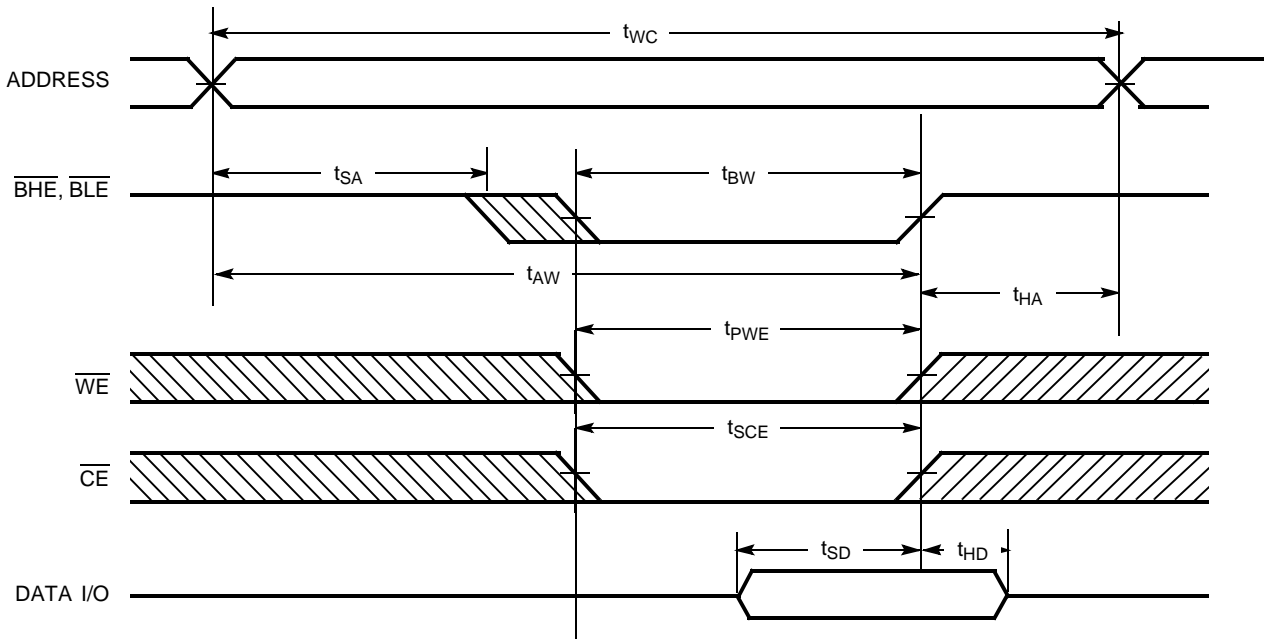 tWC
ADDRESS
tSA
tBW
BHE, BLE
tAW
tHA
tPWE
WE
tSCE
CE
tSD
tHD
DATA I/O